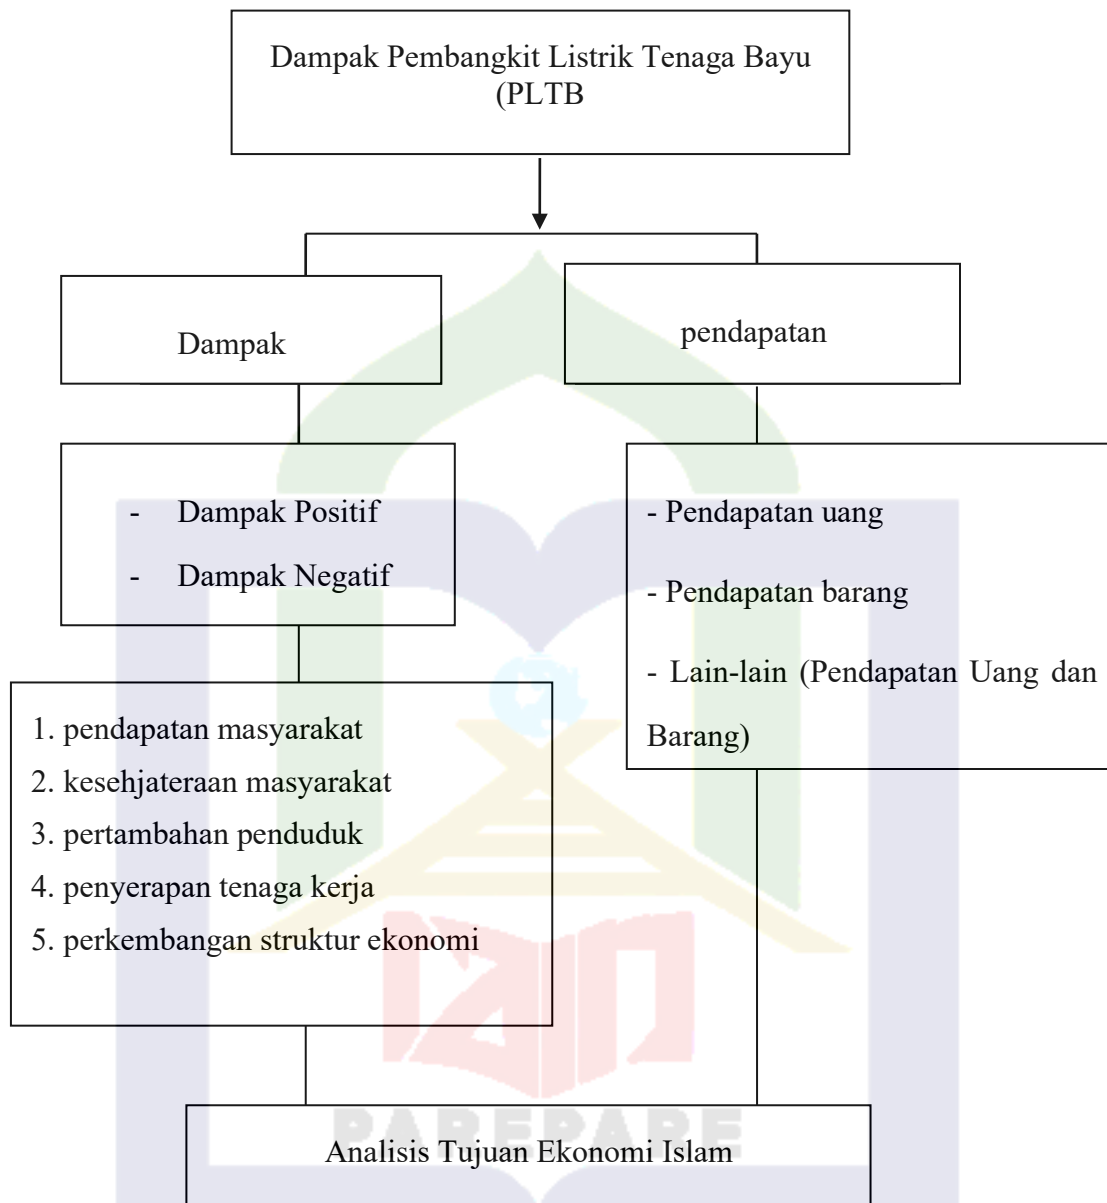 Dampak Pembangkit Listrik Tenaga Bayu
(PLTB
Dampak
pendapatan
- Dampak Positif
- Dampak Negatif
- Pendapatan uang
- Pendapatan barang
- Lain-lain (Pendapatan Uang dan
Barang)
1. pendapatan masyarakat
2. kesehjateraan masyarakat
3. pertambahan penduduk
4. penyerapan tenaga kerja
5. perkembangan struktur ekonomi
iain
PAREPARE
Analisis Tujuan Ekonomi Islam